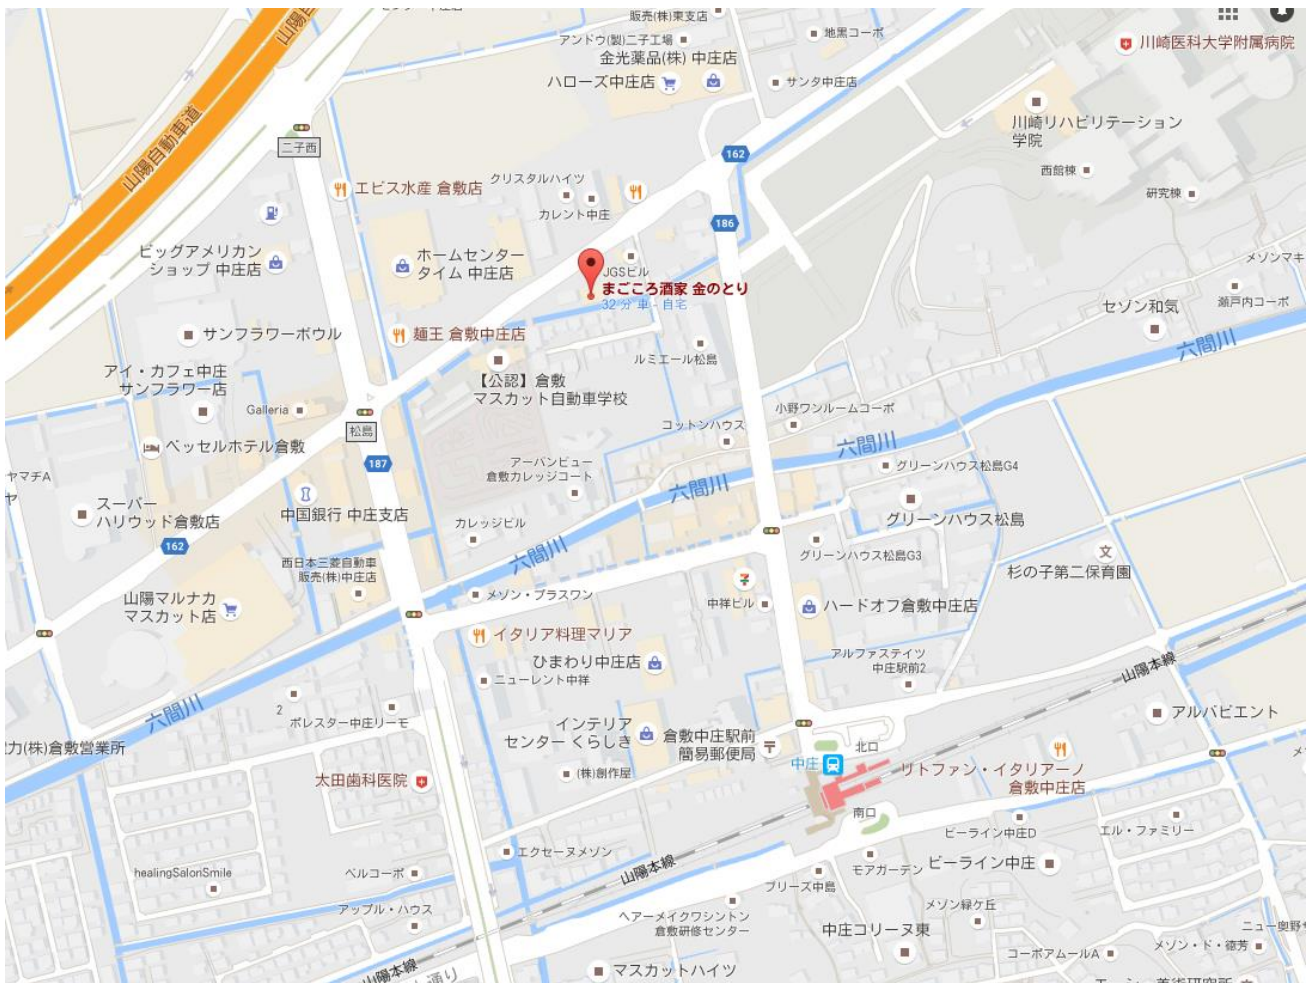 販売(株)東支店
アンドウ(製)二子工場
地黒コーポ
金光薬品(株) 中庄店
川崎医科大学附属病院
山陽自動車道
ハローズ中庄店
サンタ中庄店
川崎リハビリテーション
学院
二子西
162
西館棟
クリスタルハイツ
エビス水産 倉敷店
研究棟
カレント中庄
186
ビッグアメリカン
ショップ 中庄店
ホームセンター
タイム 中庄店
メゾンマキ
JGSビル
まごころ酒家 金のとり
32 分 車 - 自宅
瀬戸内コーポ
セゾン和気
サンフラワーボウル
麺王 倉敷中庄店
六間川
ルミエール松島
アイ・カフェ中庄
サンフラワー店
【公認】倉敷
マスカット自動車学校
Galleria
小野ワンルームコーポ
コットンハウス
松島
ベッセルホテル倉敷
六間川
187
アーバンビュー
倉敷カレッジコート
グリーンハウス松島G4
ヤマチA
ヤ
六間川
スーパー
ハリウッド倉敷店
中国銀行 中庄支店
カレッジビル
グリーンハウス松島
162
六間川
グリーンハウス松島G3
西日本三菱自動車
販売(株)中庄店
杉の子第二保育園
山陽マルナカ
マスカット店
メゾン・プラスワン
中祥ビル
ハードオフ倉敷中庄店
イタリア料理マリア
ひまわり中庄店
アルファステイツ
中庄駅前2
山陽本線
ニューレント中祥
2
六間川
ポレスター中庄リーモ
インテリア
センター くらしき
倉敷中庄駅前
簡易郵便局
アルバビエント
力(株)倉敷営業所
北口
中庄
リトファン・イタリアーノ
倉敷中庄店
太田歯科医院
(株)創作屋
南口
ビーライン中庄D
エル・ファミリー
エクセーヌメゾン
山陽本線
モアガーデン
ビーライン中庄
healingSalonSmile
ベルコーポ
ブリーズ中島
アップル・ハウス
ヘアーメイクワシントン
倉敷研修センター
メゾン緑ケ丘
中庄コリーヌ東
ニュー奥野
コーポアムールA
メゾン・ド・徳芳
山陽本線
通り
マスカットハイツ